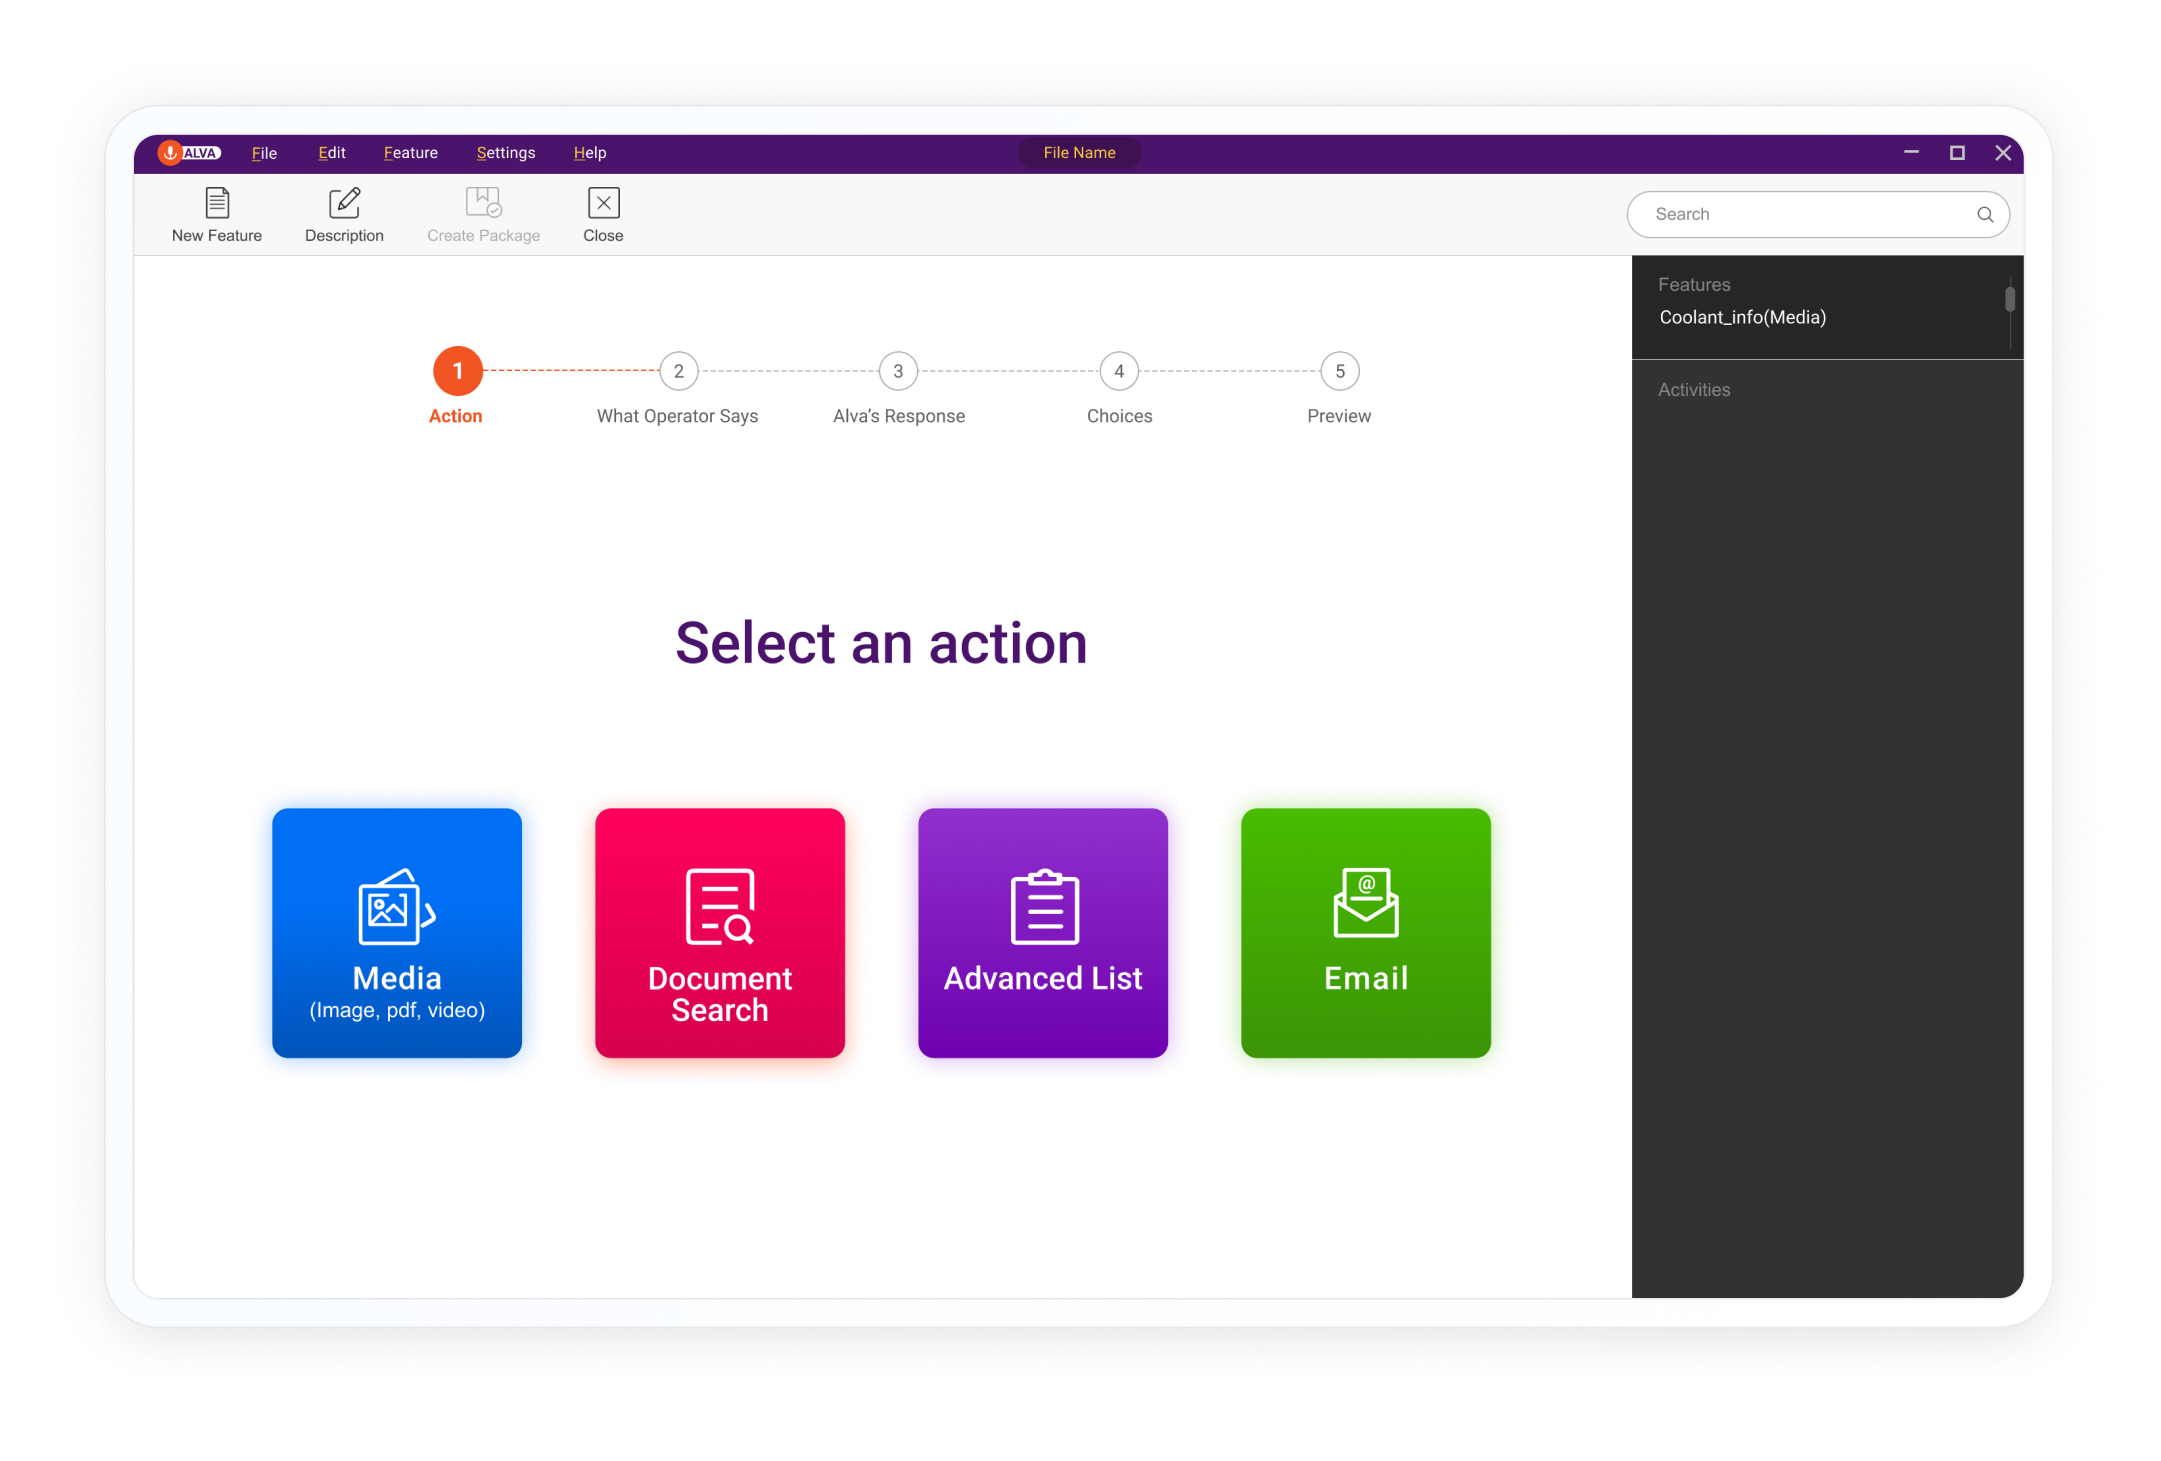 ALVA File Edit Feature Settings Help File Name
New Feature Description Create Package Close Search
Features
Coolant_info(Media)
Activities
1 2 3 4 5
Action What Operator Says Alva's Response Choices Preview
Select an action
Media
(Image, pdf, video)
Document
Search
Advanced List
@
Email